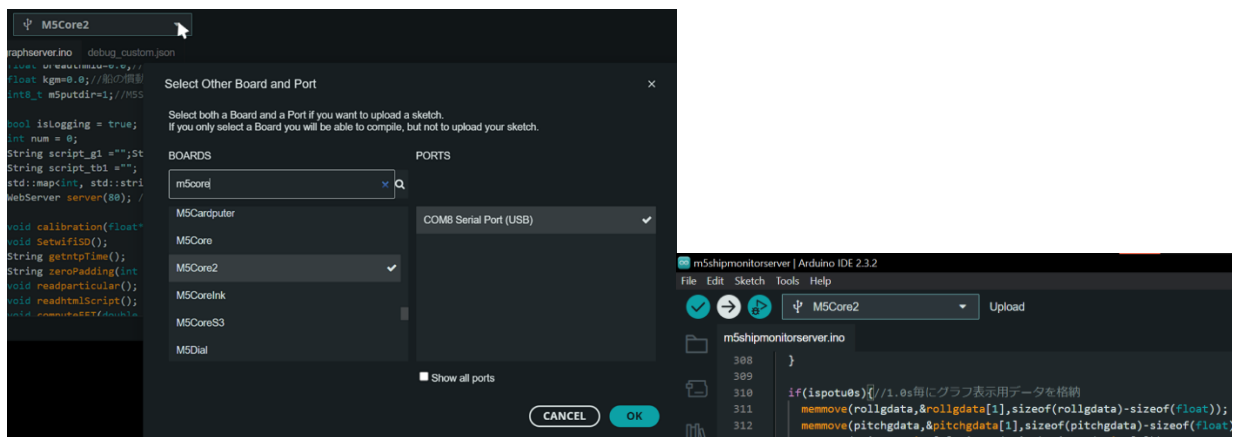 M5Core2
graphserver.ino debug_custom.json
float breadthmid=0.0;//
float kgm=0.0;//船の慣動
int8_t m5putdir=1;//M5S
bool isLogging = true;
int num = 0;
String script_g1 ="";St
String script_tb1 ="";
std::map<int, std::stri
WebServer server(80); /
void calibration(float*
void SetwifiSD();
String getntpTime();
String zeroPadding(int
void readparticular();
void readhtmlScript();
void computeFFT(double
Select Other Board and Port
Select both a Board and a Port if you want to upload a sketch.
If you only select a Board you will be able to compile, but not to upload your sketch.
BOARDS
m5core
M5Cardputer
M5Core
M5Core2
M5CoreInk
M5CoreS3
M5Dial
PORTS
COM8 Serial Port (USB)
Show all ports
CANCEL
OK
m5shipmonitorserver | Arduino IDE 2.3.2
File Edit Sketch Tools Help
M5Core2
Upload
m5shipmonitorserver.ino
308 }
309
310 if(ispotu0s){//1.0s毎にグラフ表示用データを格納
311 memmove(rollgdata,&rollgdata[1],sizeof(rollgdata)-sizeof(float));
312 memmove(pitchgdata,&pitchgdata[1],sizeof(pitchgdata)-sizeof(float)